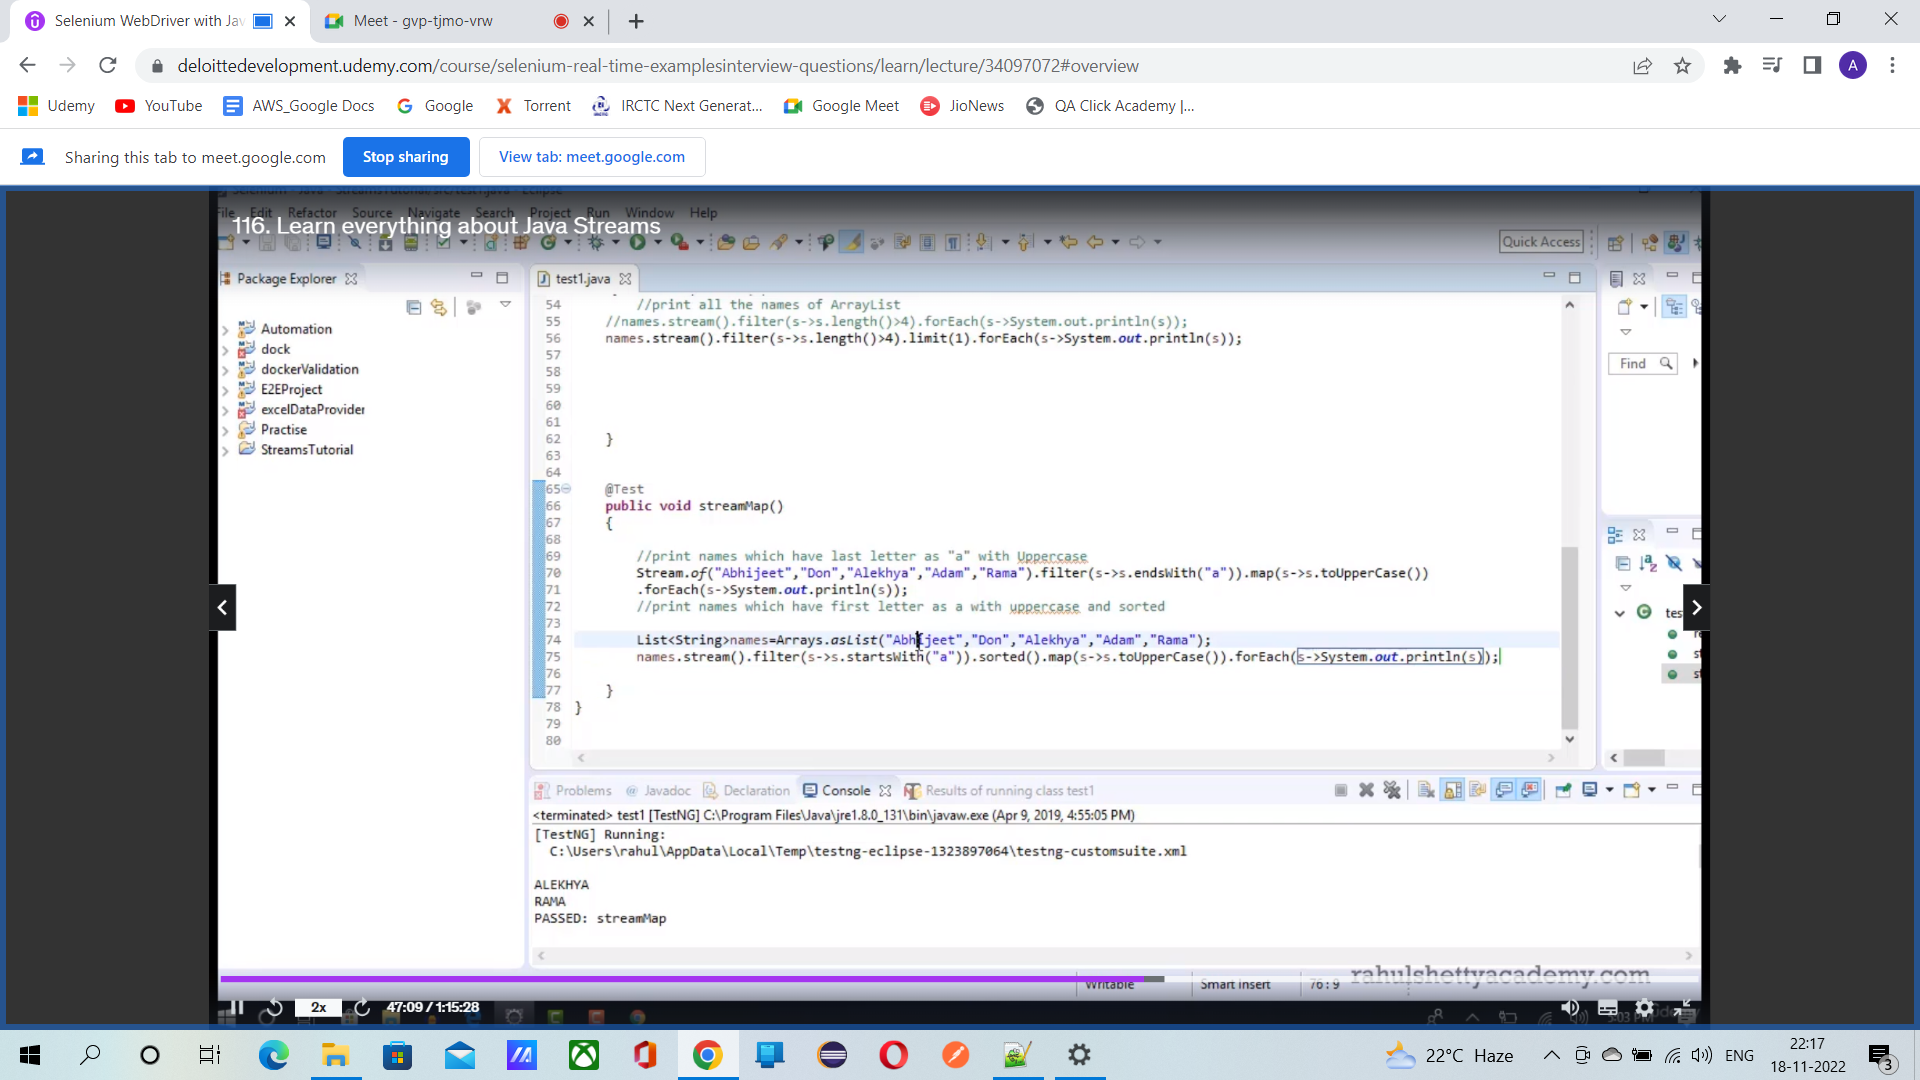 Selenium WebDriver with Jav
Meet - gvp-tjmo-vrw
deloittedevelopment.udemy.com/course/selenium-real-time-examplesinterview-questions/learn/lecture/34097072#overview
A
Udemy YouTube AWS_Google Docs Google Torrent IRCTC Next Generat... Google Meet JioNews QA Click Academy |...
Sharing this tab to meet.google.com Stop sharing View tab: meet.google.com
File Edit Refactor Source Navigate Search Project Run Window Help
116. Learn everything about Java Streams
Quick Access
Package Explorer
test1.java
Automation
dock
dockerValidation
E2EProject
excelDataProvider
Practise
StreamsTutorial
54 //print all the names of ArrayList
55 //names.stream().filter(s->s.length()>4).forEach(s->System.out.println(s));
56 names.stream().filter(s->s.length()>4).limit(1).forEach(s->System.out.println(s));
57
58
59
60
61
62 }
63
64
65 @Test
66 public void streamMap()
67 {
68
69 //print names which have last letter as "a" with Uppercase
70 Stream.of("Abhijeet","Don","Alekhya","Adam","Rama").filter(s->s.endsWith("a")).map(s->s.toUpperCase())
71 .forEach(s->System.out.println(s));
72 //print names which have first letter as a with uppercase and sorted
73
74 List<String>names=Arrays.asList("Abhijeet","Don","Alekhya","Adam","Rama");
75 names.stream().filter(s->s.startsWith("a")).sorted().map(s->s.toUpperCase()).forEach(s->System.out.println(s));
76
77 }
78 }
79
80
Find
tes
st
st
Problems Javadoc Declaration Console Results of running class test1
<terminated> test1 [TestNG] C:\Program Files\Java\jre1.8.0_131\bin\javaw.exe (Apr 9, 2019, 4:55:05 PM)
[TestNG] Running:
C:\Users\rahul\AppData\Local\Temp\testng-eclipse-1323897064\testng-customsuite.xml
ALEKHYA
RAMA
PASSED: streamMap
rahulshettyacademy.com
Writable Smart Insert 76 : 9
2x 47:09 / 1:15:28
22°C Haze
ENG
22:17
18-11-2022
3